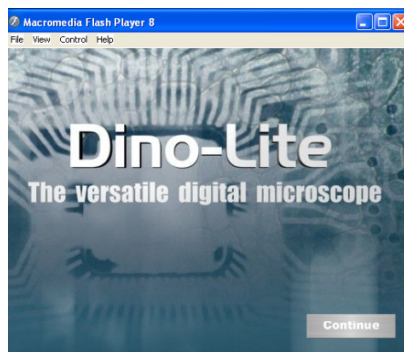 Macromedia Flash Player 8
File View Control Help
Dino-Lite
The versatile digital microscope
Continue